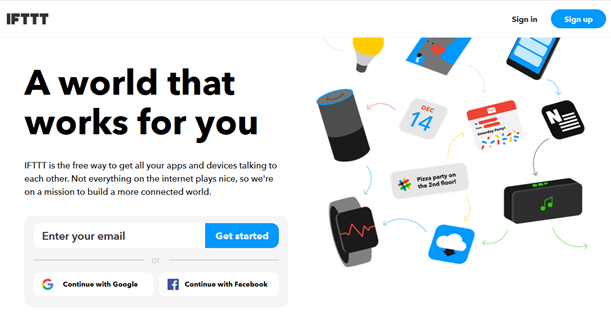 IFTTT
Sign in
Sign up
A world that
works for you
IFTTT is the free way to get all your apps and devices talking to
each other. Not everything on the internet plays nice, so we're
on a mission to build a more connected world.
Enter your email
Get started
or
Continue with Google
Continue with Facebook
DEC
14
Saturday Party!
N
Pizza party on
the 2nd floor!